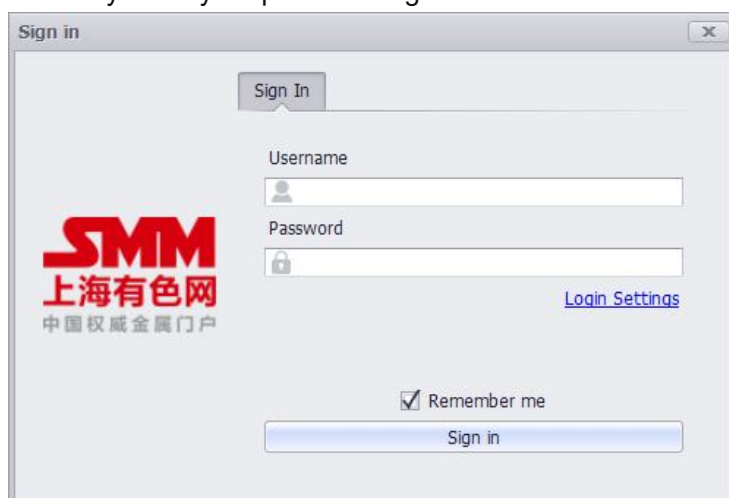 Sign in
Sign In
Username
Password
SMM
上海有色网
中国权威金属门户
Login Settings
Remember me
Sign in